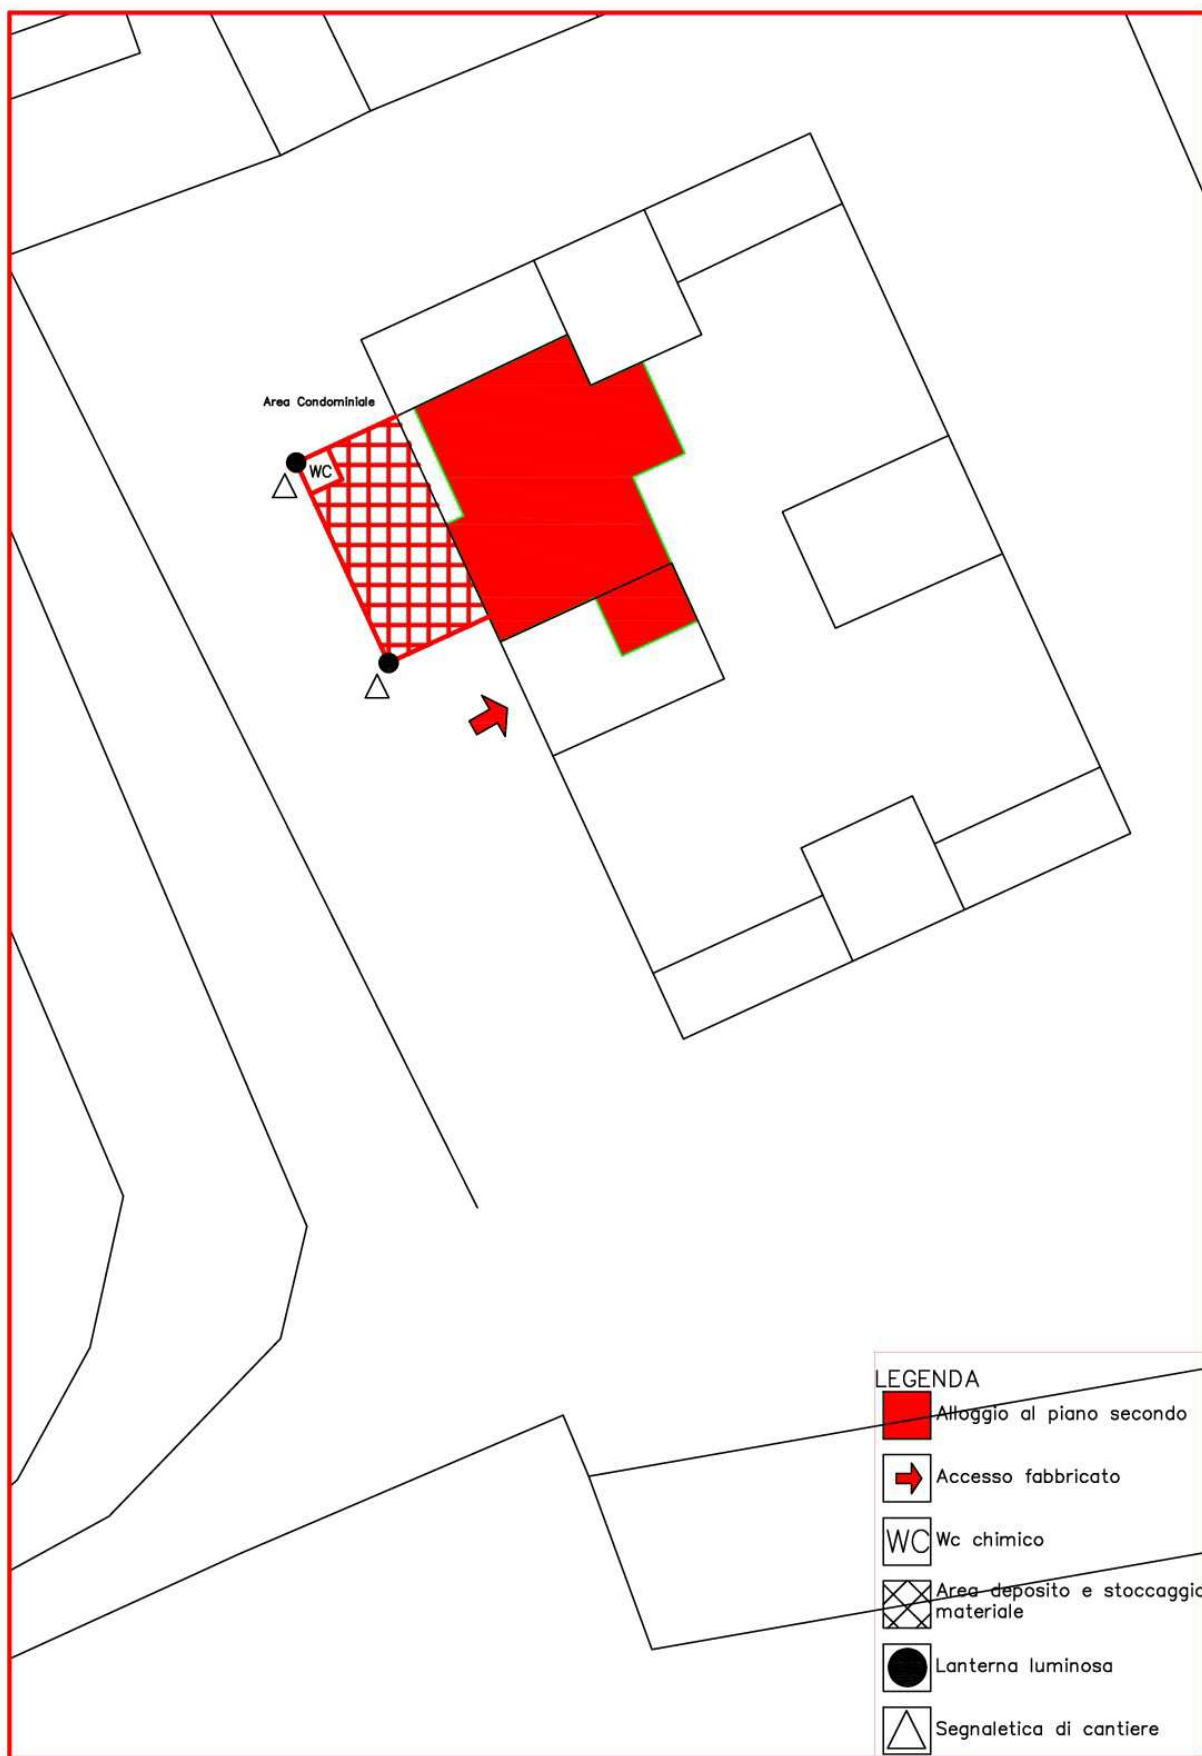 Area Condominiale
WC
LEGENDA
Alloggio al piano secondo
Accesso fabbricato
WC Wc chimico
Area deposito e stoccaggio
materiale
Lanterna luminosa
Segnaletica di cantiere